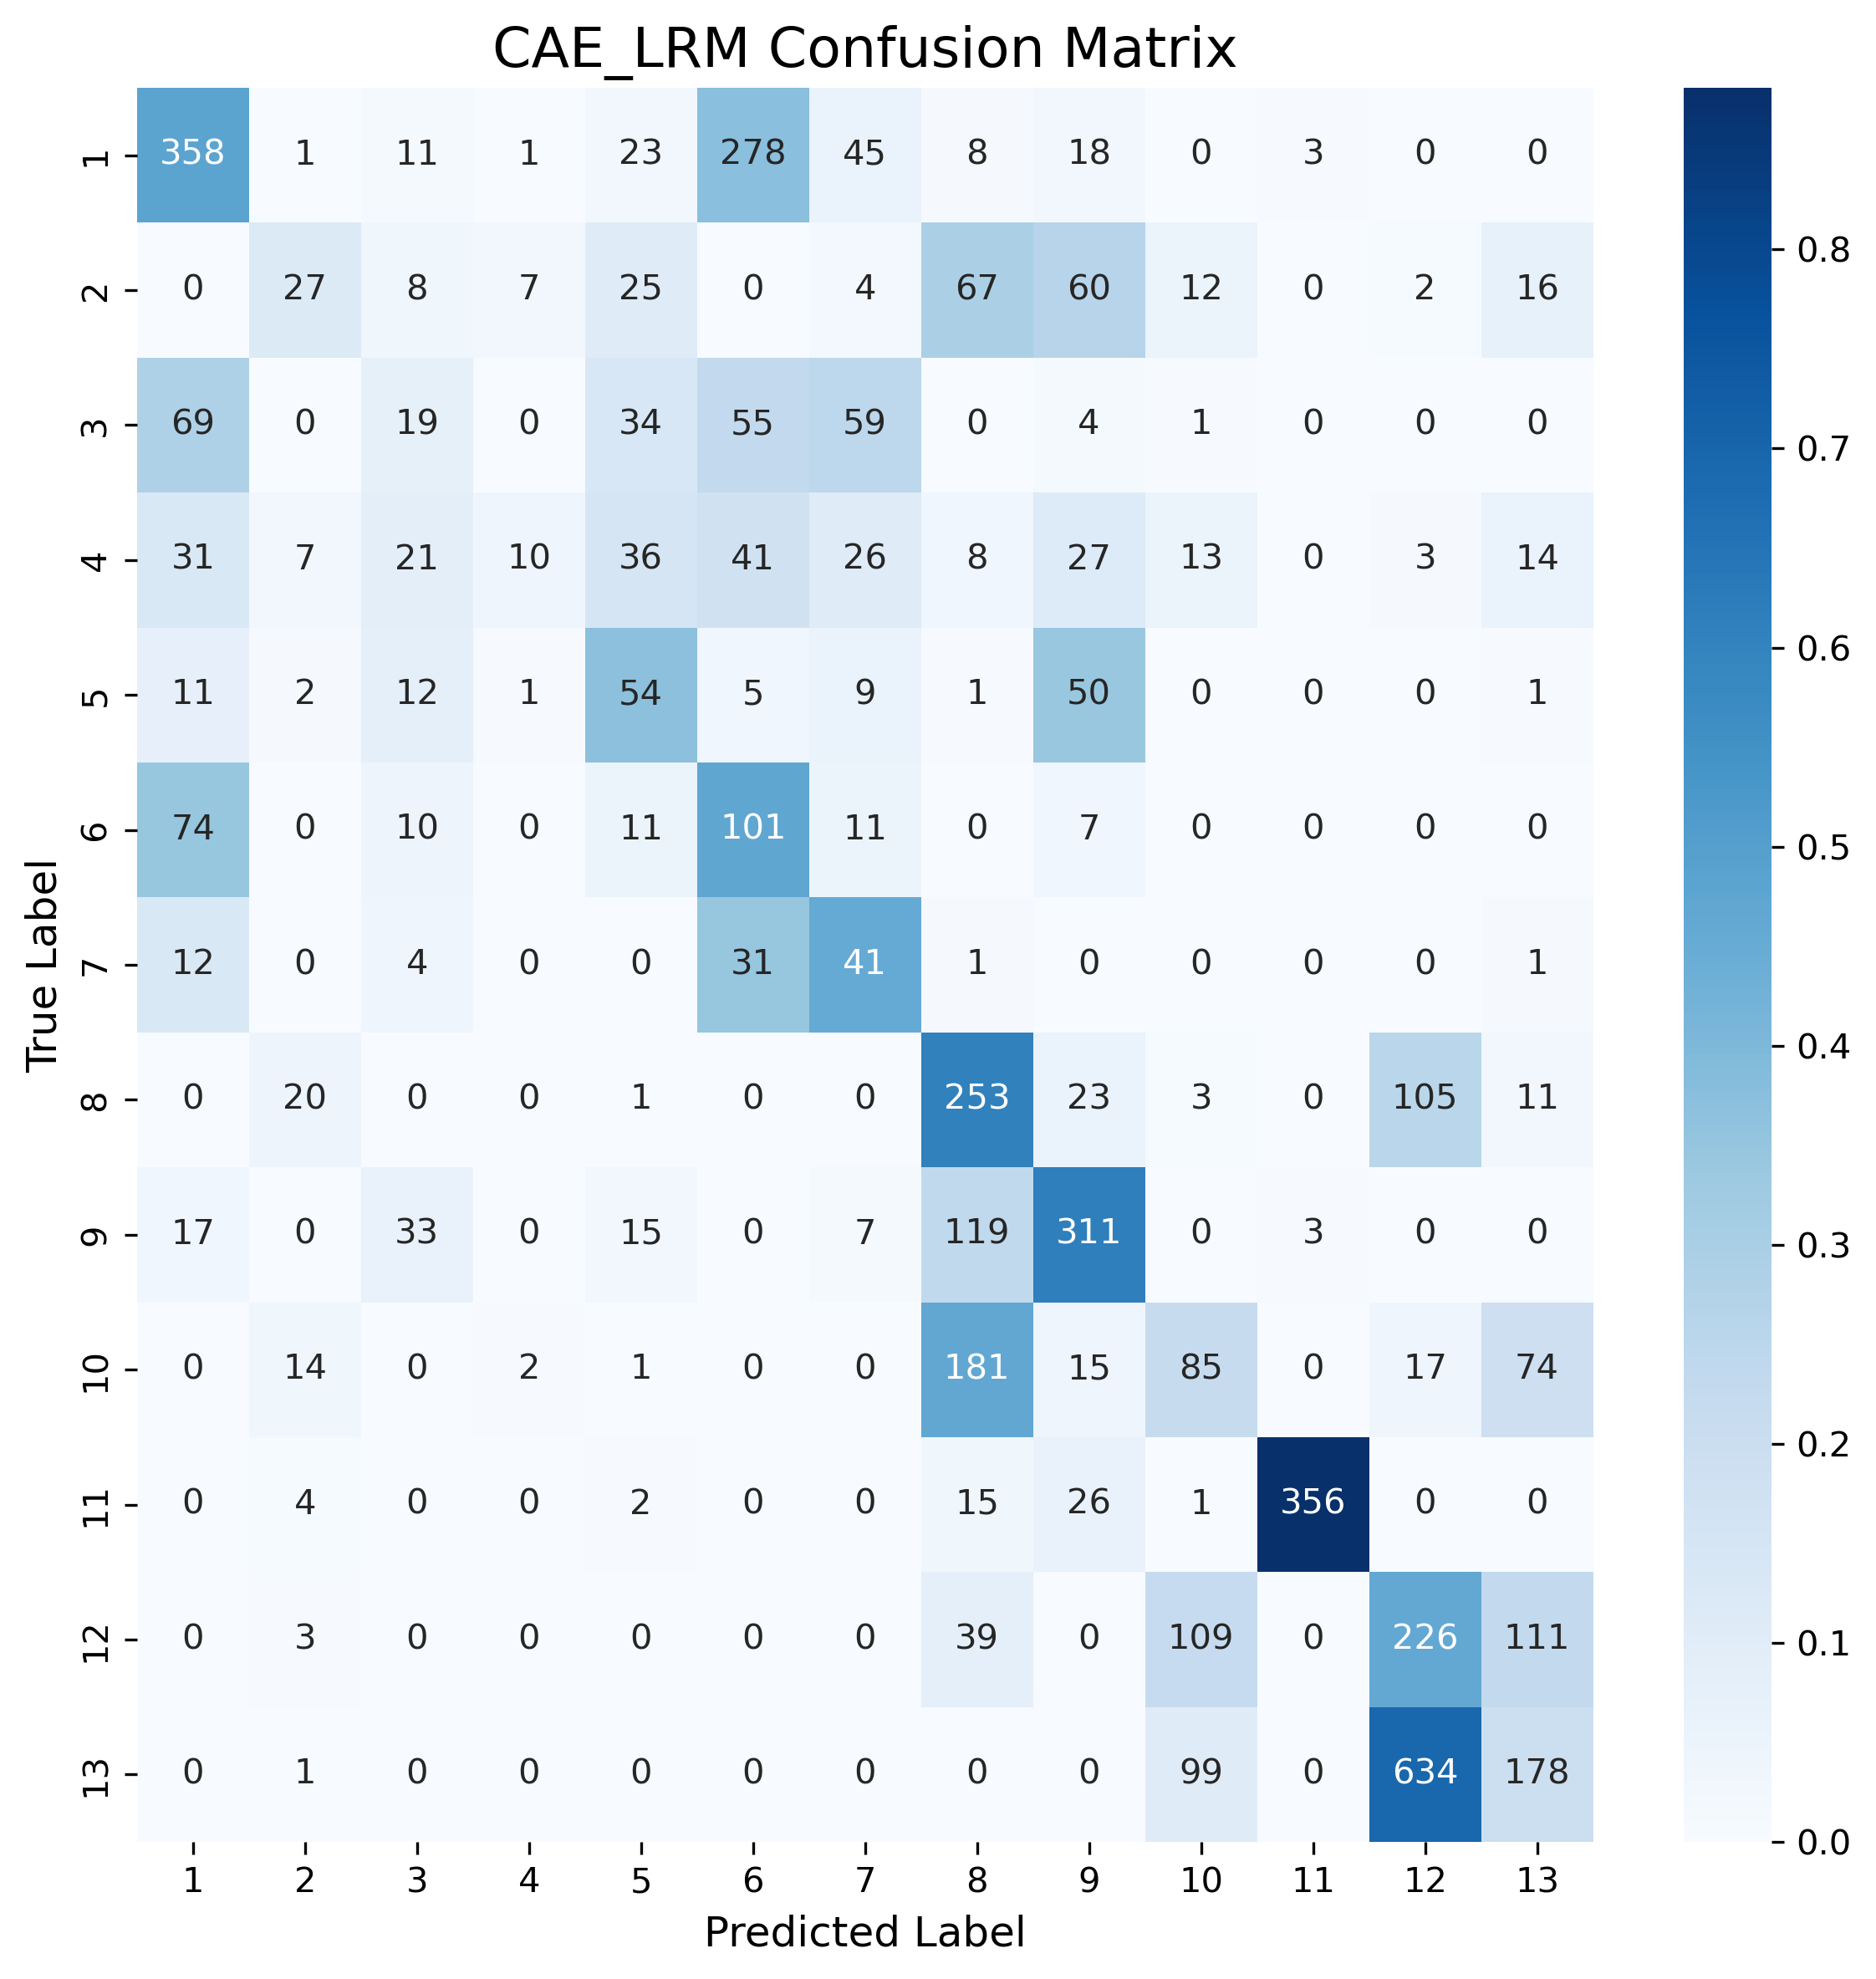 CAE_LRM Confusion Matrix
1 358 1 11 1 23 278 45 8 18 0 3 0 0
2 0 27 8 7 25 0 4 67 60 12 0 2 16
3 69 0 19 0 34 55 59 0 4 1 0 0 0
4 31 7 21 10 36 41 26 8 27 13 0 3 14
5 11 2 12 1 54 5 9 1 50 0 0 0 1
6 74 0 10 0 11 101 11 0 7 0 0 0 0
7 12 0 4 0 0 31 41 1 0 0 0 0 1
8 0 20 0 0 1 0 0 253 23 3 0 105 11
9 17 0 33 0 15 0 7 119 311 0 3 0 0
10 0 14 0 2 1 0 0 181 15 85 0 17 74
11 0 4 0 0 2 0 0 15 26 1 356 0 0
12 0 3 0 0 0 0 0 39 0 109 0 226 111
13 0 1 0 0 0 0 0 0 0 99 0 634 178
1 2 3 4 5 6 7 8 9 10 11 12 13
Predicted Label
True Label
0.8
0.7
0.6
0.5
0.4
0.3
0.2
0.1
0.0